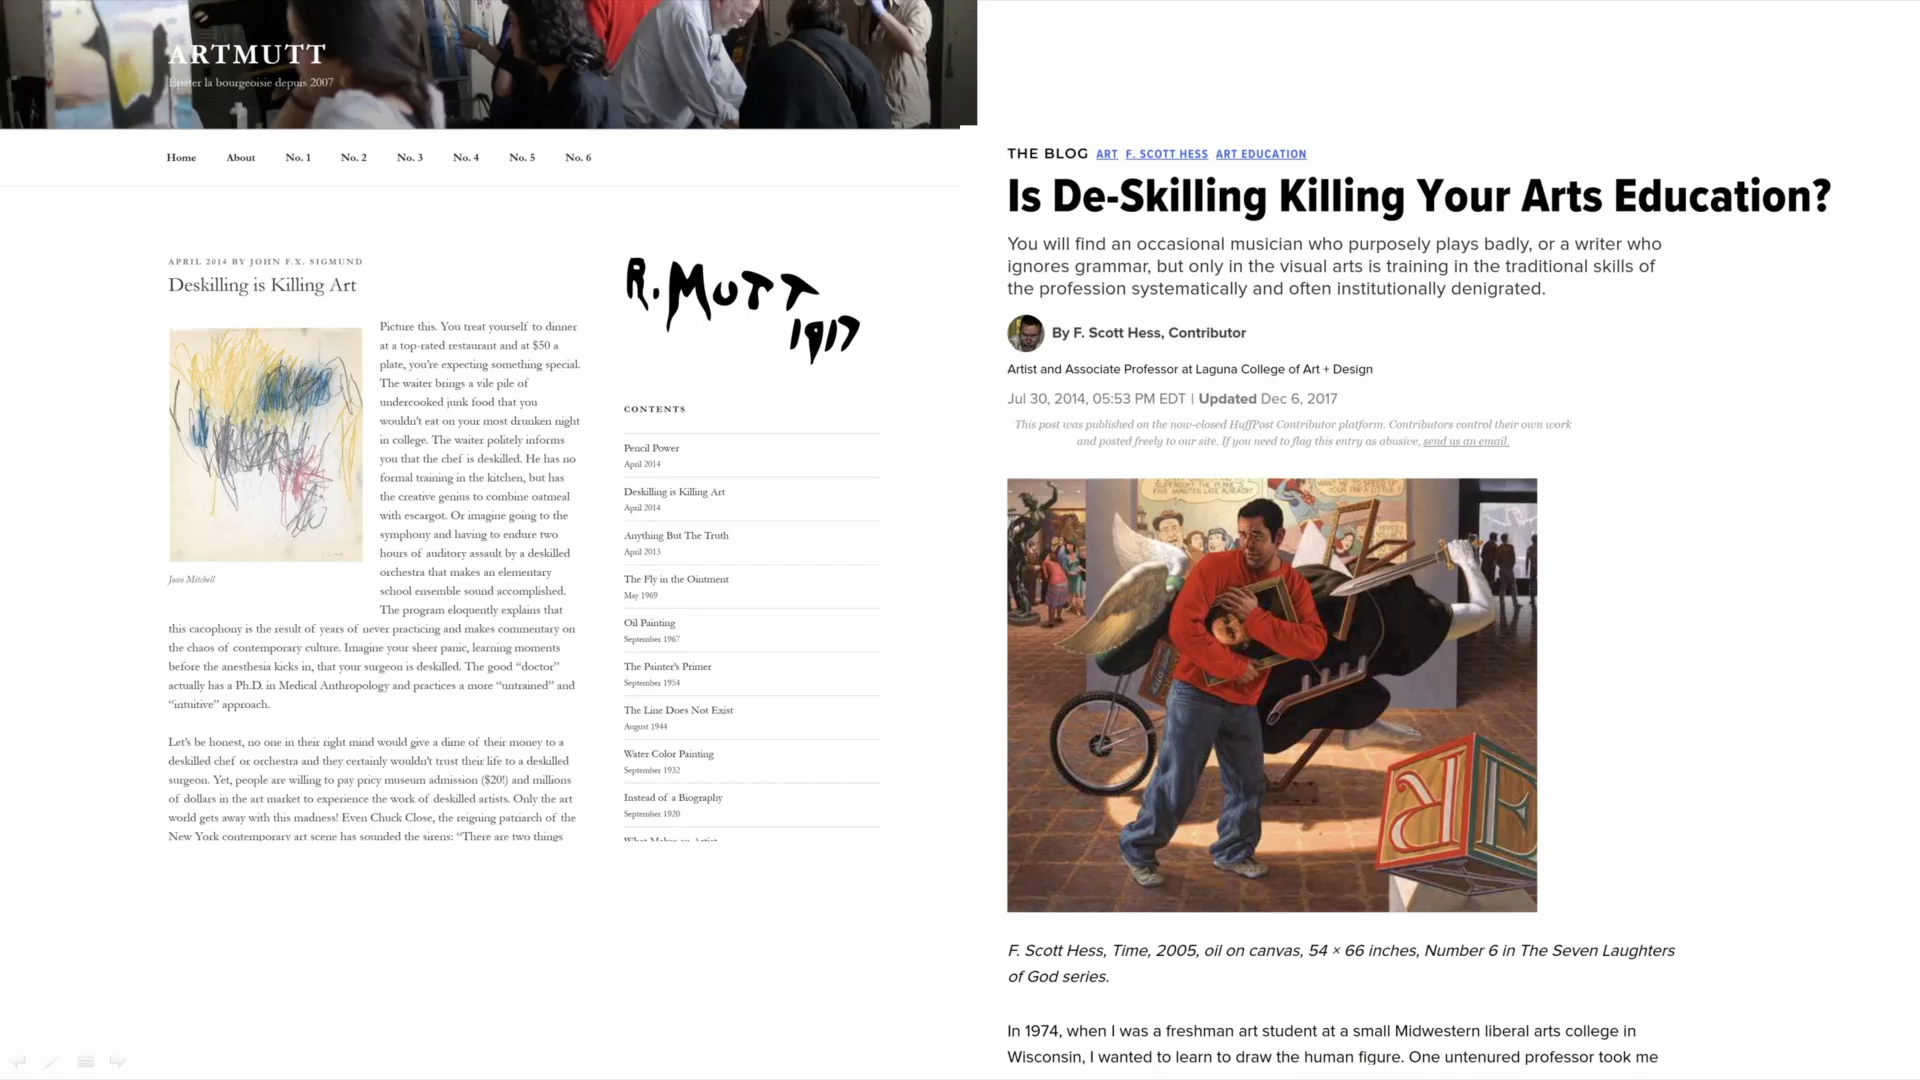 ARTMUTT
Épater la bourgeoisie depuis 2007
Home About No. 1 No. 2 No. 3 No. 4 No. 5 No. 6
APRIL 2014 BY JOHN F.X. SIGMUND
Deskilling is Killing Art
Picture this. You treat yourself to dinner
at a top-rated restaurant and at $50 a
plate, you're expecting something special.
The waiter brings a vile pile of
undercooked junk food that you
wouldn't eat on your most drunken night
in college. The waiter politely informs
you that the chef is deskilled. He has no
formal training in the kitchen, but has
the creative genius to combine oatmeal
with escargot. Or imagine going to the
symphony and having to endure two
hours of auditory assault by a deskilled
orchestra that makes an elementary
school ensemble sound accomplished.
The program eloquently explains that
Joan Mitchell
this cacophony is the result of years of never practicing and makes commentary on
the chaos of contemporary culture. Imagine your sheer panic, learning moments
before the anesthesia kicks in, that your surgeon is deskilled. The good “doctor”
actually has a Ph.D. in Medical Anthropology and practices a more “untrained” and
“intuitive” approach.
Let's be honest, no one in their right mind would give a dime of their money to a
deskilled chef or orchestra and they certainly wouldn't trust their life to a deskilled
surgeon. Yet, people are willing to pay pricy museum admission ($20!) and millions
of dollars in the art market to experience the work of deskilled artists. Only the art
world gets away with this madness! Even Chuck Close, the reigning patriarch of the
New York contemporary art scene has sounded the sirens: “There are two things
R. MUTT
1917
CONTENTS
Pencil Power
April 2014
Deskilling is Killing Art
April 2014
Anything But The Truth
April 2013
The Fly in the Ointment
May 1969
Oil Painting
September 1967
The Painter's Primer
September 1954
The Line Does Not Exist
August 1944
Water Color Painting
September 1932
Instead of a Biography
September 1920
What Makes an Artist
THE BLOG ART F. SCOTT HESS ART EDUCATION
Is De-Skilling Killing Your Arts Education?
You will find an occasional musician who purposely plays badly, or a writer who
ignores grammar, but only in the visual arts is training in the traditional skills of
the profession systematically and often institutionally denigrated.
By F. Scott Hess, Contributor
Artist and Associate Professor at Laguna College of Art + Design
Jul 30, 2014, 05:53 PM EDT | Updated Dec 6, 2017
This post was published on the now-closed HuffPost Contributor platform. Contributors control their own work
and posted freely to our site. If you need to flag this entry as abusive, send us an email.
F. Scott Hess, Time, 2005, oil on canvas, 54 × 66 inches, Number 6 in The Seven Laughters
of God series.
In 1974, when I was a freshman art student at a small Midwestern liberal arts college in
Wisconsin, I wanted to learn to draw the human figure. One untenured professor took me